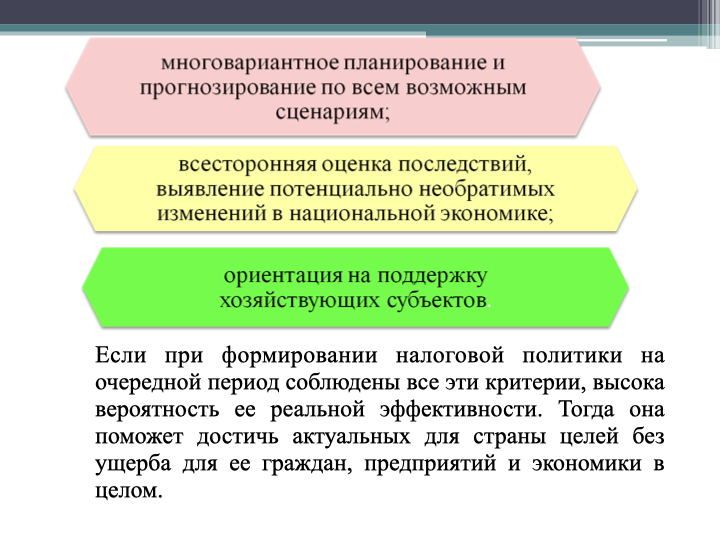 многовариантное планирование и
прогнозирование по всем возможным
сценариям;
всесторонняя оценка последствий,
выявление потенциально необратимых
изменений в национальной экономике;
ориентация на поддержку
хозяйствующих субъектов.
Если при формировании налоговой политики на
очередной период соблюдены все эти критерии, высока
вероятность ее реальной эффективности. Тогда она
поможет достичь актуальных для страны целей без
ущерба для ее граждан, предприятий и экономики в
целом.